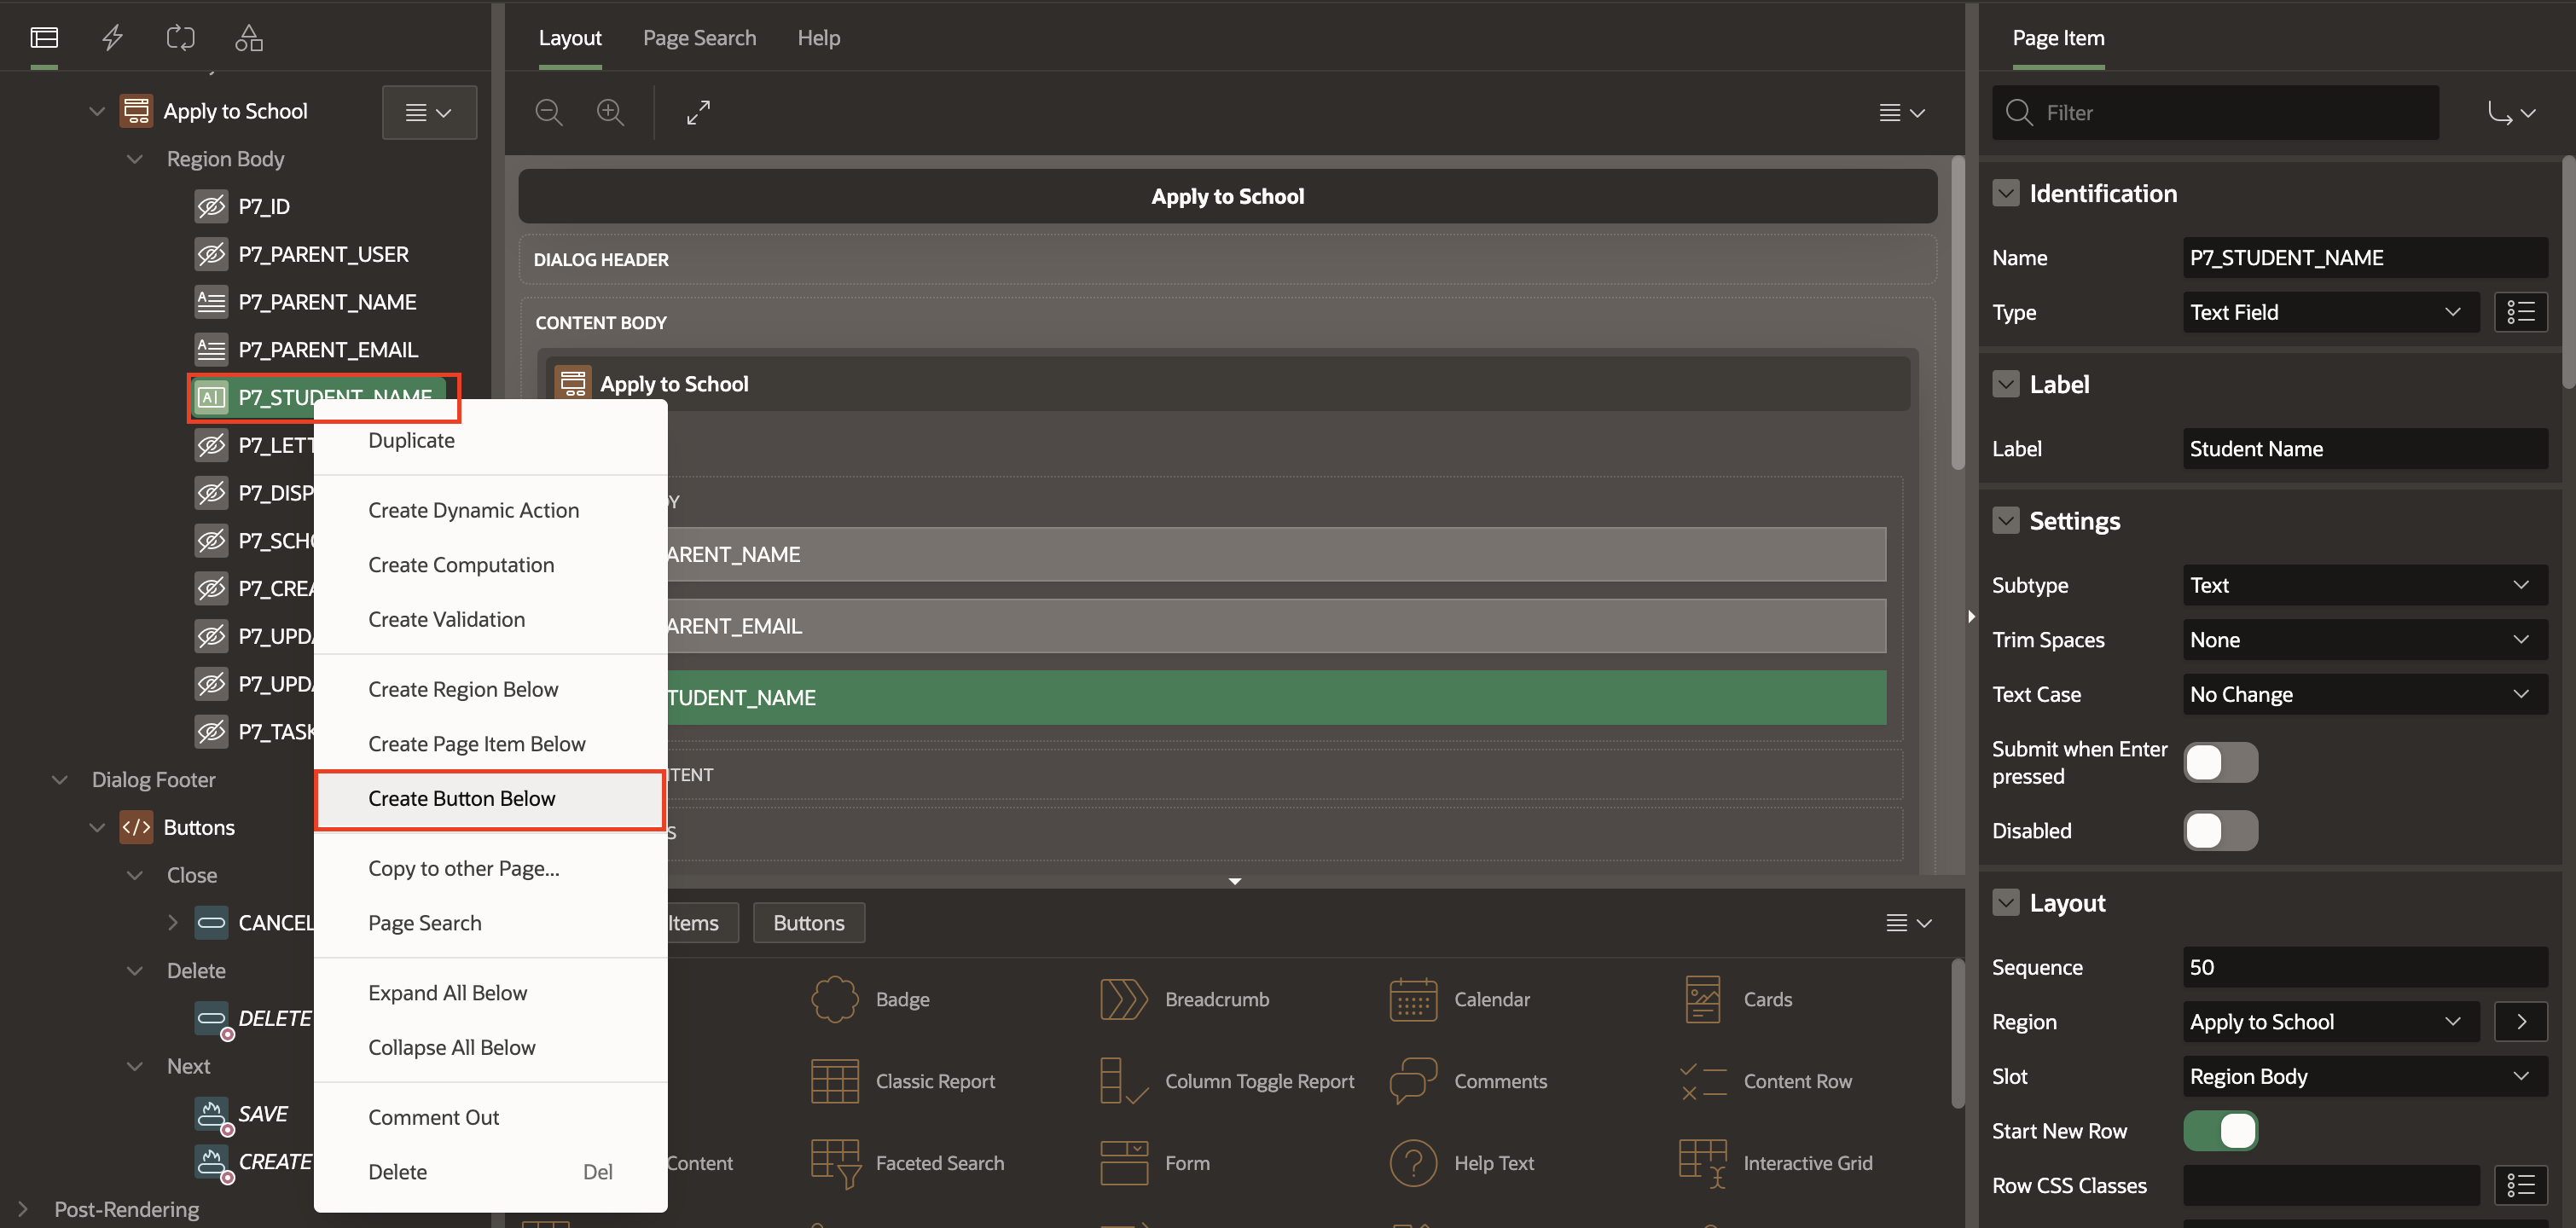 Layout
Page Search
Help
Page Item
Apply to School
Region Body
P7_ID
P7_PARENT_USER
P7_PARENT_NAME
P7_PARENT_EMAIL
P7_STUDENT_NAME
P7_LETT
P7_DISP
P7_SCHO
P7_CREA
P7_UPDA
P7_UPDA
P7_TASK
Dialog Footer
Buttons
Close
CANCEL
Delete
DELETE
Next
SAVE
CREATE
Post-Rendering
Duplicate
Create Dynamic Action
Create Computation
Create Validation
Create Region Below
Create Page Item Below
Create Button Below
Copy to other Page...
Page Search
Expand All Below
Collapse All Below
Comment Out
Delete Del
Apply to School
DIALOG HEADER
CONTENT BODY
Apply to School
DY
ARENT_NAME
ARENT_EMAIL
TUDENT_NAME
TENT
S
Items
Buttons
Badge
Breadcrumb
Calendar
Cards
Classic Report
Column Toggle Report
Comments
Content Row
Content
Faceted Search
Form
Help Text
Interactive Grid
Filter
Identification
Name P7_STUDENT_NAME
Type Text Field
Label
Label Student Name
Settings
Subtype Text
Trim Spaces None
Text Case No Change
Submit when Enter
pressed
Disabled
Layout
Sequence 50
Region Apply to School
Slot Region Body
Start New Row
Row CSS Classes